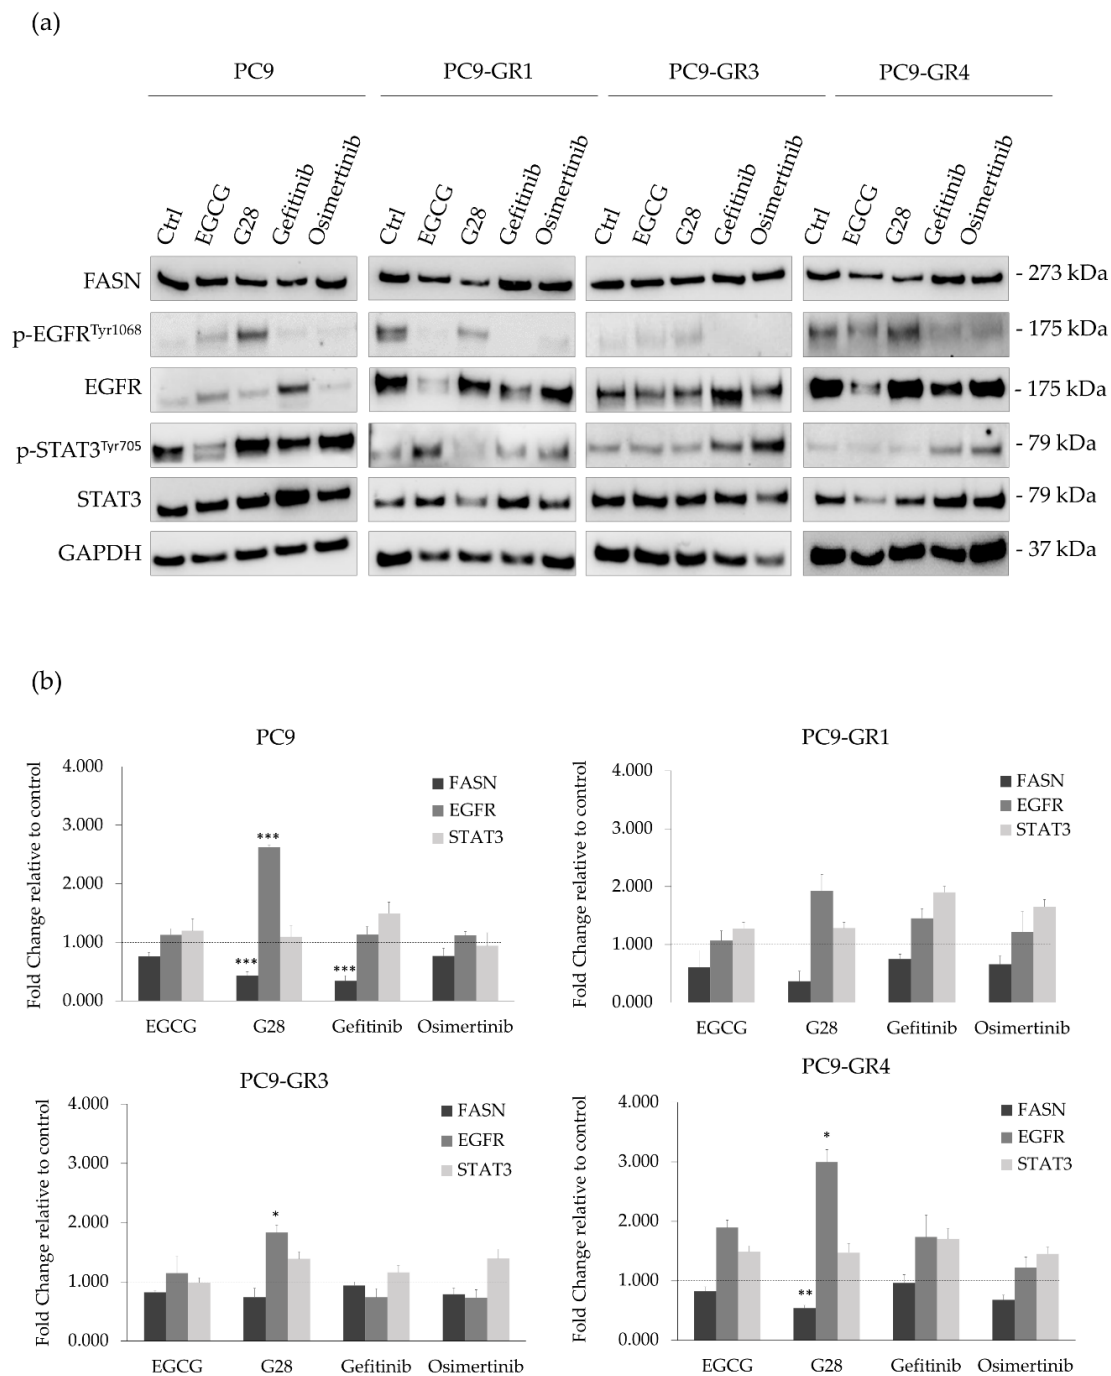 (a)
PC9 PC9-GR1 PC9-GR3 PC9-GR4
Ctrl EGCG G28 Gefitinib Osimertinib Ctrl EGCG G28 Gefitinib Osimertinib Ctrl EGCG G28 Gefitinib Osimertinib Ctrl EGCG G28 Gefitinib Osimertinib
FASN - 273 kDa
p-EGFRTyr1068 - 175 kDa
EGFR - 175 kDa
p-STAT3Tyr705 - 79 kDa
STAT3 - 79 kDa
GAPDH - 37 kDa
(b)
PC9
Fold Change relative to control
4.000
3.000
2.000
1.000
0.000
FASN
EGFR
STAT3
***
***
***
EGCG G28 Gefitinib Osimertinib
PC9-GR1
Fold Change relative to control
4.000
3.000
2.000
1.000
0.000
FASN
EGFR
STAT3
EGCG G28 Gefitinib Osimertinib
PC9-GR3
Fold Change relative to control
4.000
3.000
2.000
1.000
0.000
FASN
EGFR
STAT3
*
EGCG G28 Gefitinib Osimertinib
PC9-GR4
Fold Change relative to control
4.000
3.000
2.000
1.000
0.000
FASN
EGFR
STAT3
*
**
EGCG G28 Gefitinib Osimertinib